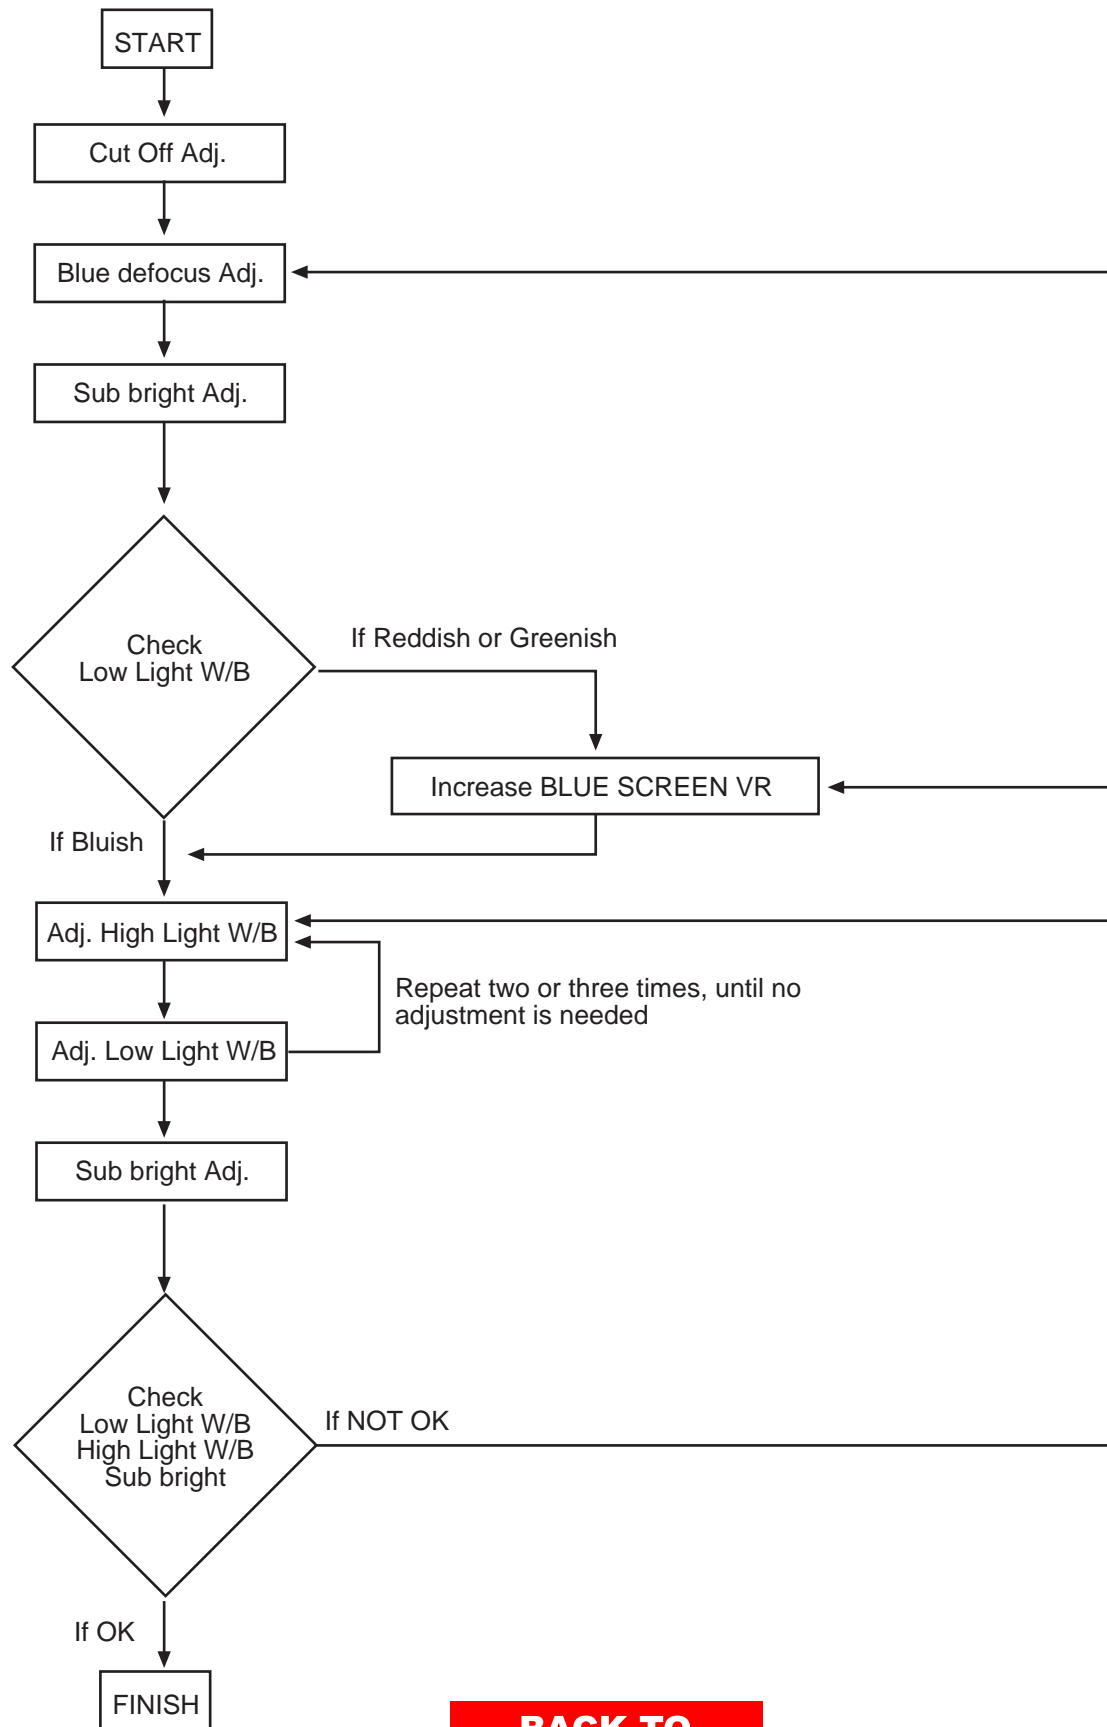 START
Cut Off Adj.
Blue defocus Adj.
Sub bright Adj.
Check
Low Light W/B
If Reddish or Greenish
Increase BLUE SCREEN VR
If Bluish
Adj. High Light W/B
Repeat two or three times, until no
adjustment is needed
Adj. Low Light W/B
Sub bright Adj.
Check
Low Light W/B
High Light W/B
Sub bright
If NOT OK
If OK
FINISH
BACK TO